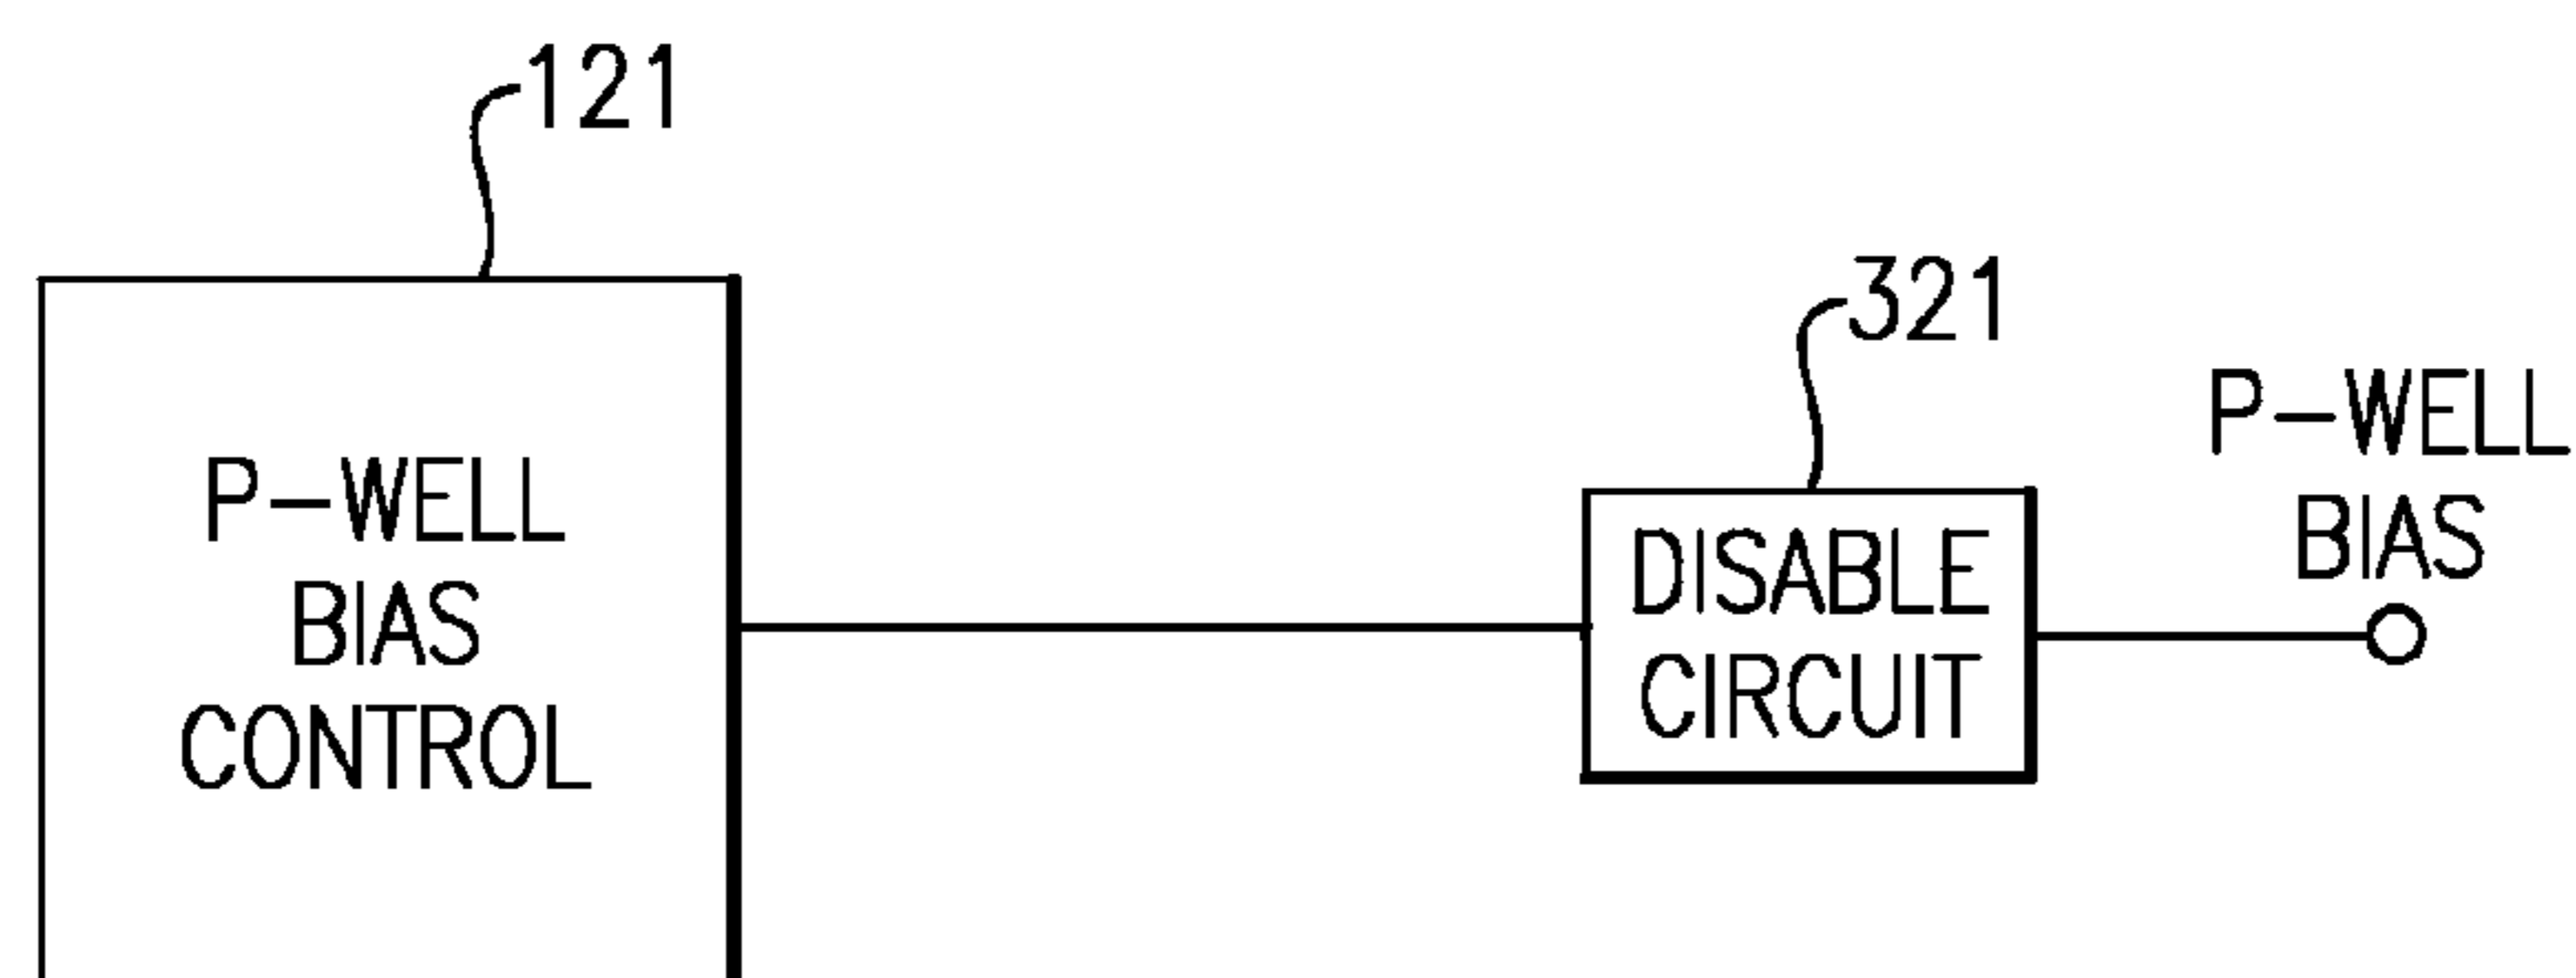 121
P-WELL
BIAS
CONTROL
321
DISABLE
CIRCUIT
P-WELL
BIAS